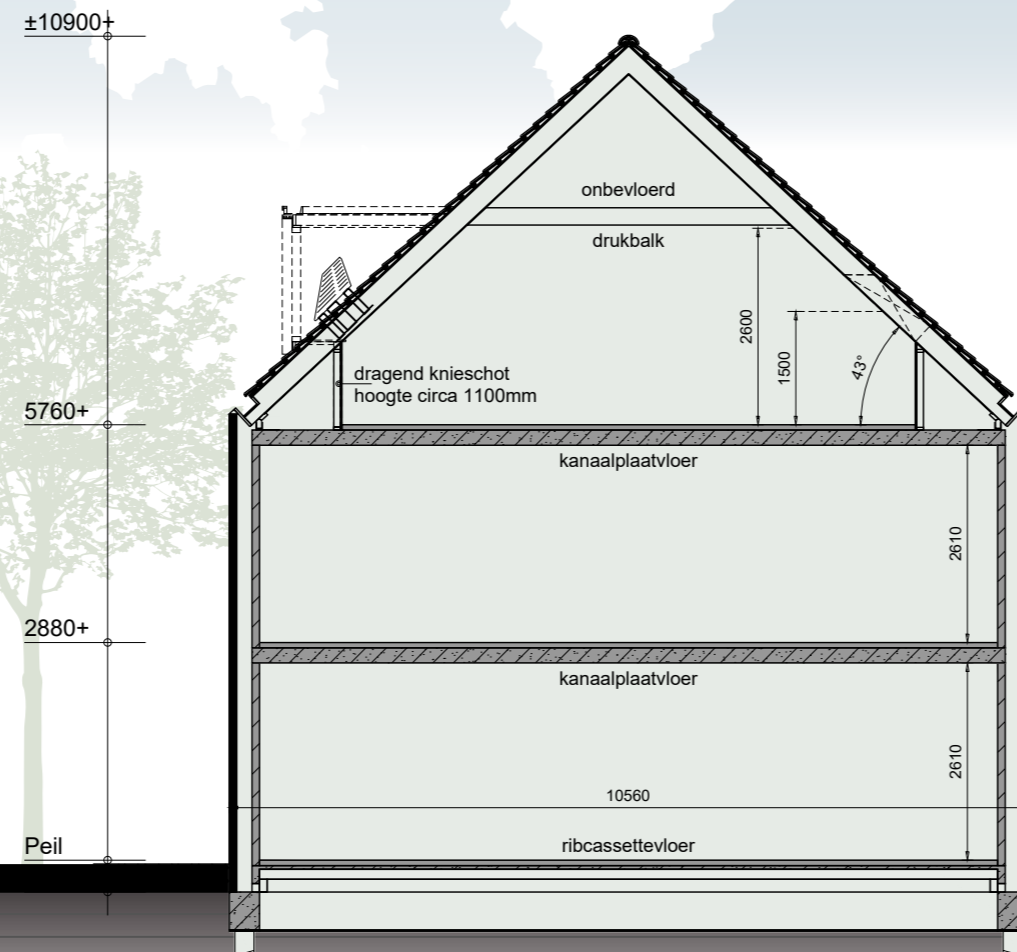 ±10900+
onbevloerd
drukbalk
2600
1500
43°
dragend knieschot
hoogte circa 1100mm
5760+
kanaalplaatvloer
2610
2880+
kanaalplaatvloer
2610
10560
Peil
ribcassettevloer